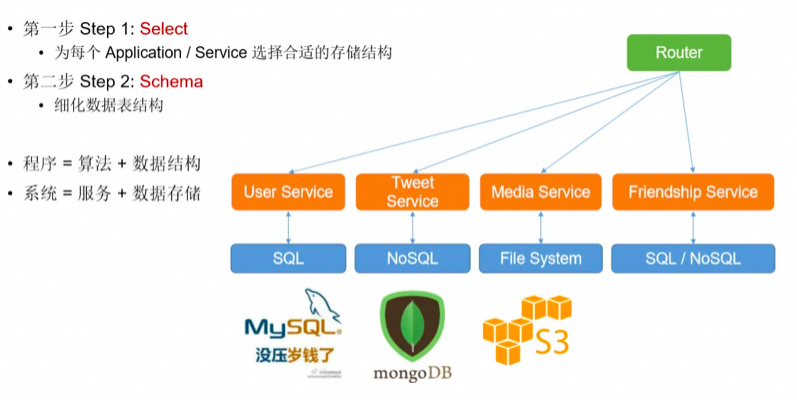 • 第一步 Step 1: Select
• 为每个 Application / Service 选择合适的存储结构
• 第二步 Step 2: Schema
• 细化数据表结构
• 程序 = 算法 + 数据结构
• 系统 = 服务 + 数据存储
Router
User Service
Tweet
Service
Media Service
Friendship Service
SQL
NoSQL
File System
SQL / NoSQL
MySQL
没压岁钱了
mongoDB
S3